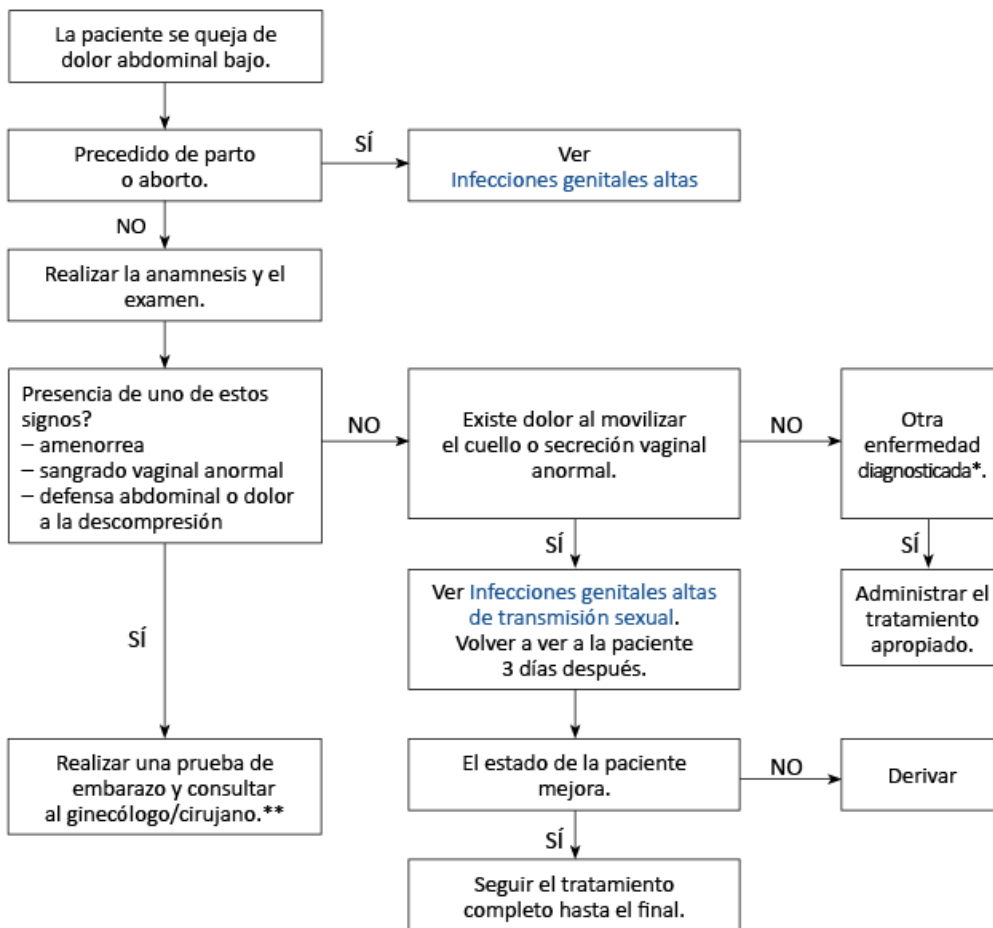 La paciente se queja de
dolor abdominal bajo.
Precedido de parto
o aborto.
SÍ
Ver
Infecciones genitales altas
NO
Realizar la anamnesis y el
examen.
Presencia de uno de estos
signos?
– amenorrea
– sangrado vaginal anormal
– defensa abdominal o dolor
a la descompresión
NO
Existe dolor al movilizar
el cuello o secreción vaginal
anormal.
NO
Otra
enfermedad
diagnosticada*.
SÍ
SÍ
Ver Infecciones genitales altas
de transmisión sexual.
Volver a ver a la paciente
3 días después.
Administrar el
tratamiento
apropiado.
SÍ
Realizar una prueba de
embarazo y consultar
al ginecólogo/cirujano.**
El estado de la paciente
mejora.
NO
Derivar
SÍ
Seguir el tratamiento
completo hasta el final.